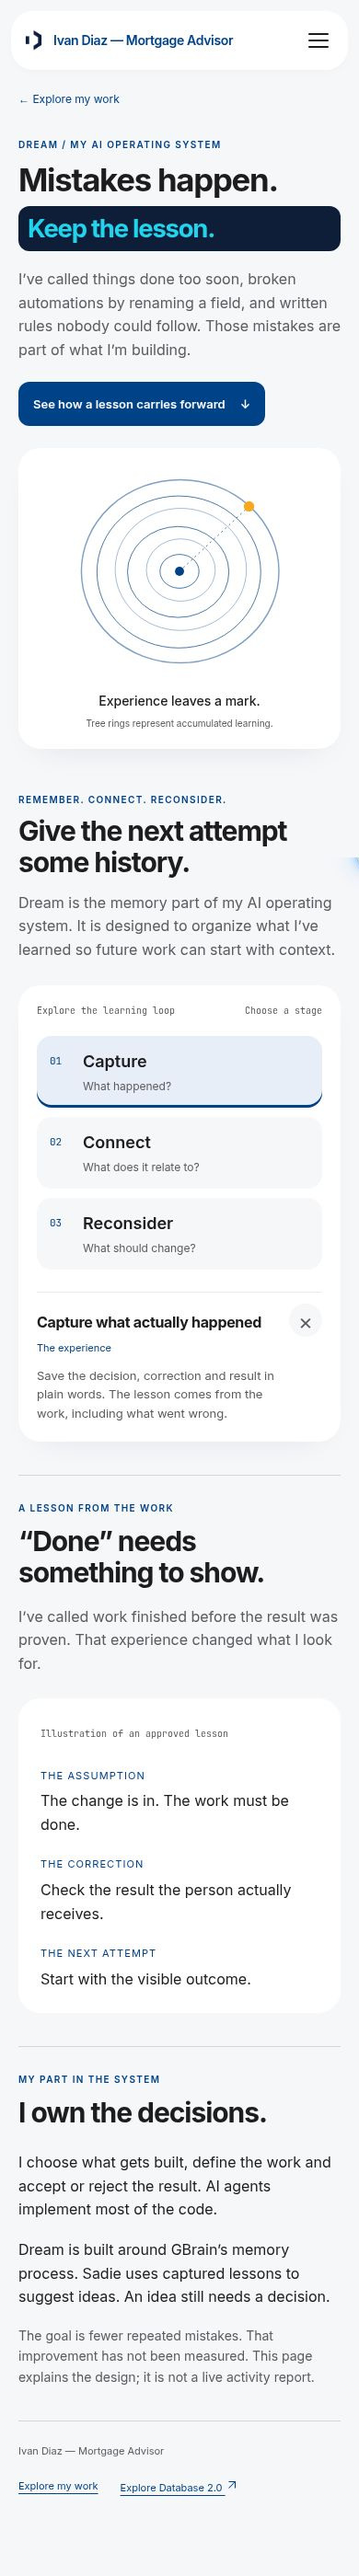 Ivan Diaz — Mortgage Advisor
← Explore my work
DREAM / MY AI OPERATING SYSTEM
Mistakes happen.
Keep the lesson.
I’ve called things done too soon, broken
automations by renaming a field, and written
rules nobody could follow. Those mistakes are
part of what I’m building.
See how a lesson carries forward ↓
Experience leaves a mark.
Tree rings represent accumulated learning.
REMEMBER. CONNECT. RECONSIDER.
Give the next attempt
some history.
Dream is the memory part of my AI operating
system. It is designed to organize what I’ve
learned so future work can start with context.
Explore the learning loop Choose a stage
01 Capture
What happened?
02 Connect
What does it relate to?
03 Reconsider
What should change?
Capture what actually happened
The experience
Save the decision, correction and result in
plain words. The lesson comes from the
work, including what went wrong.
A LESSON FROM THE WORK
“Done” needs
something to show.
I’ve called work finished before the result was
proven. That experience changed what I look
for.
Illustration of an approved lesson
THE ASSUMPTION
The change is in. The work must be
done.
THE CORRECTION
Check the result the person actually
receives.
THE NEXT ATTEMPT
Start with the visible outcome.
MY PART IN THE SYSTEM
I own the decisions.
I choose what gets built, define the work and
accept or reject the result. AI agents
implement most of the code.
Dream is built around GBrain’s memory
process. Sadie uses captured lessons to
suggest ideas. An idea still needs a decision.
The goal is fewer repeated mistakes. That
improvement has not been measured. This page
explains the design; it is not a live activity report.
Ivan Diaz — Mortgage Advisor
Explore my work Explore Database 2.0 ↗